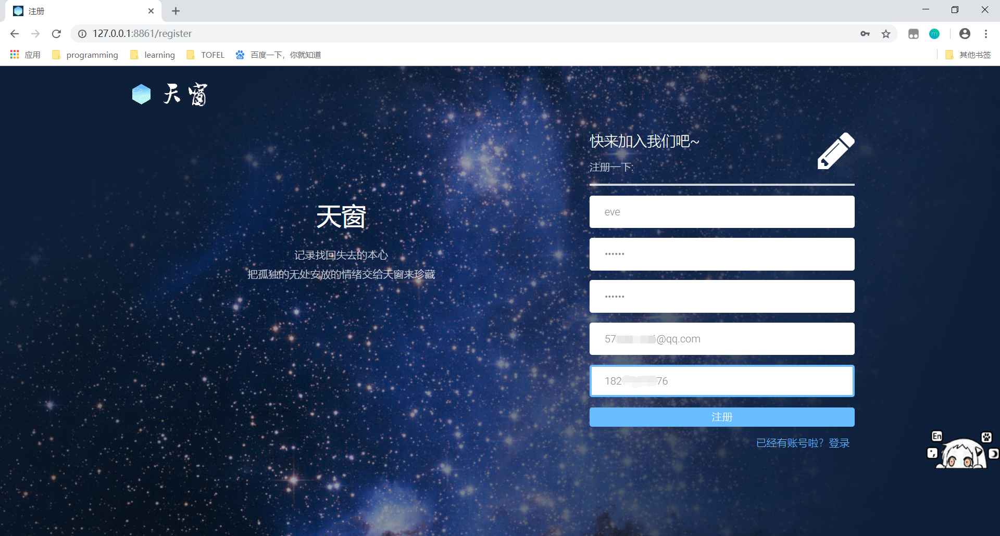 注册
127.0.0.1:8861/register
应用 programming learning TOFEL 百度一下，你就知道 其他书签
天窗
快来加入我们吧~
注册一下:
天窗
记录找回失去的本心
把孤独的无处安放的情绪交给天窗来珍藏
eve
••••••
••••••
57 @qq.com
182 76
注册
已经有账号啦？登录
En